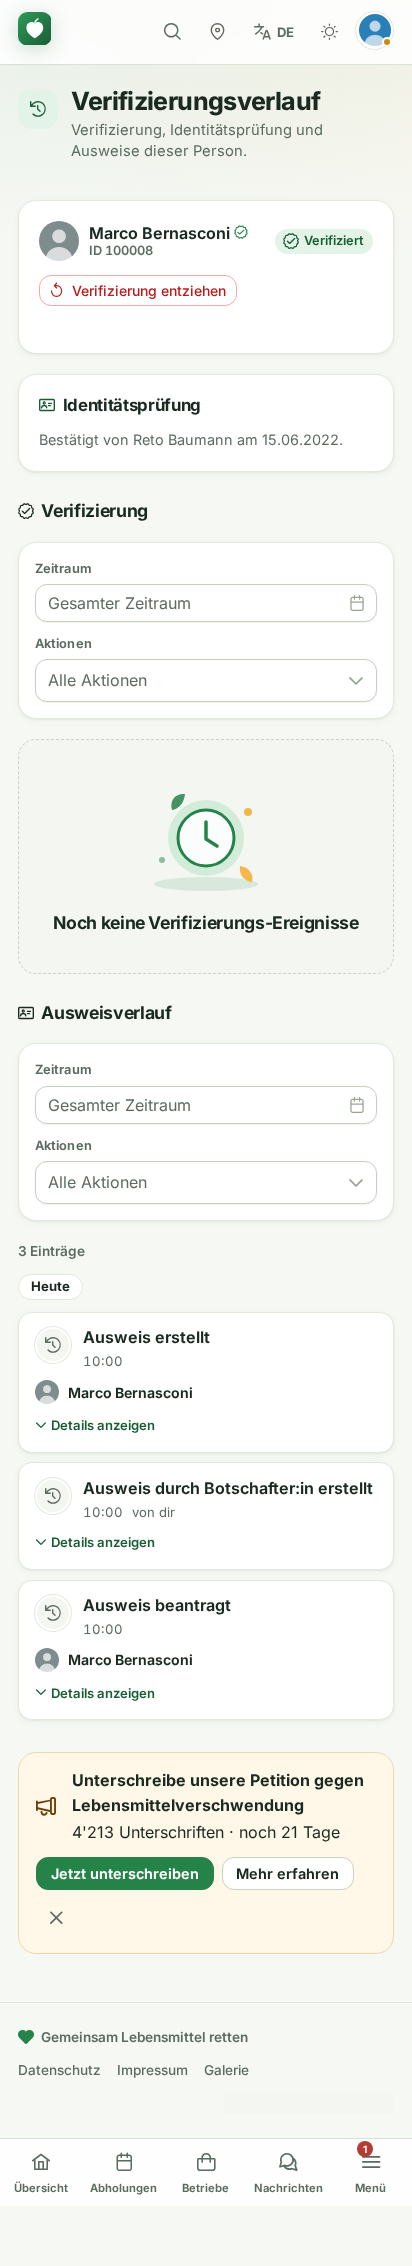 DE
Verifizierungsverlauf
Verifizierung, Identitätsprüfung und
Ausweise dieser Person.
Marco Bernasconi
ID 100008
Verifiziert
Verifizierung entziehen
Identitätsprüfung
Bestätigt von Reto Baumann am 15.06.2022.
Verifizierung
Zeitraum
Gesamter Zeitraum
Aktionen
Alle Aktionen
Noch keine Verifizierungs-Ereignisse
Ausweisverlauf
Zeitraum
Gesamter Zeitraum
Aktionen
Alle Aktionen
3 Einträge
Heute
Ausweis erstellt
10:00
Marco Bernasconi
Details anzeigen
Ausweis durch Botschafter:in erstellt
10:00 von dir
Details anzeigen
Ausweis beantragt
10:00
Marco Bernasconi
Details anzeigen
Unterschreibe unsere Petition gegen
Lebensmittelverschwendung
4'213 Unterschriften · noch 21 Tage
Jetzt unterschreiben
Mehr erfahren
Gemeinsam Lebensmittel retten
Datenschutz Impressum Galerie
1
Übersicht Abholungen Betriebe Nachrichten Menü